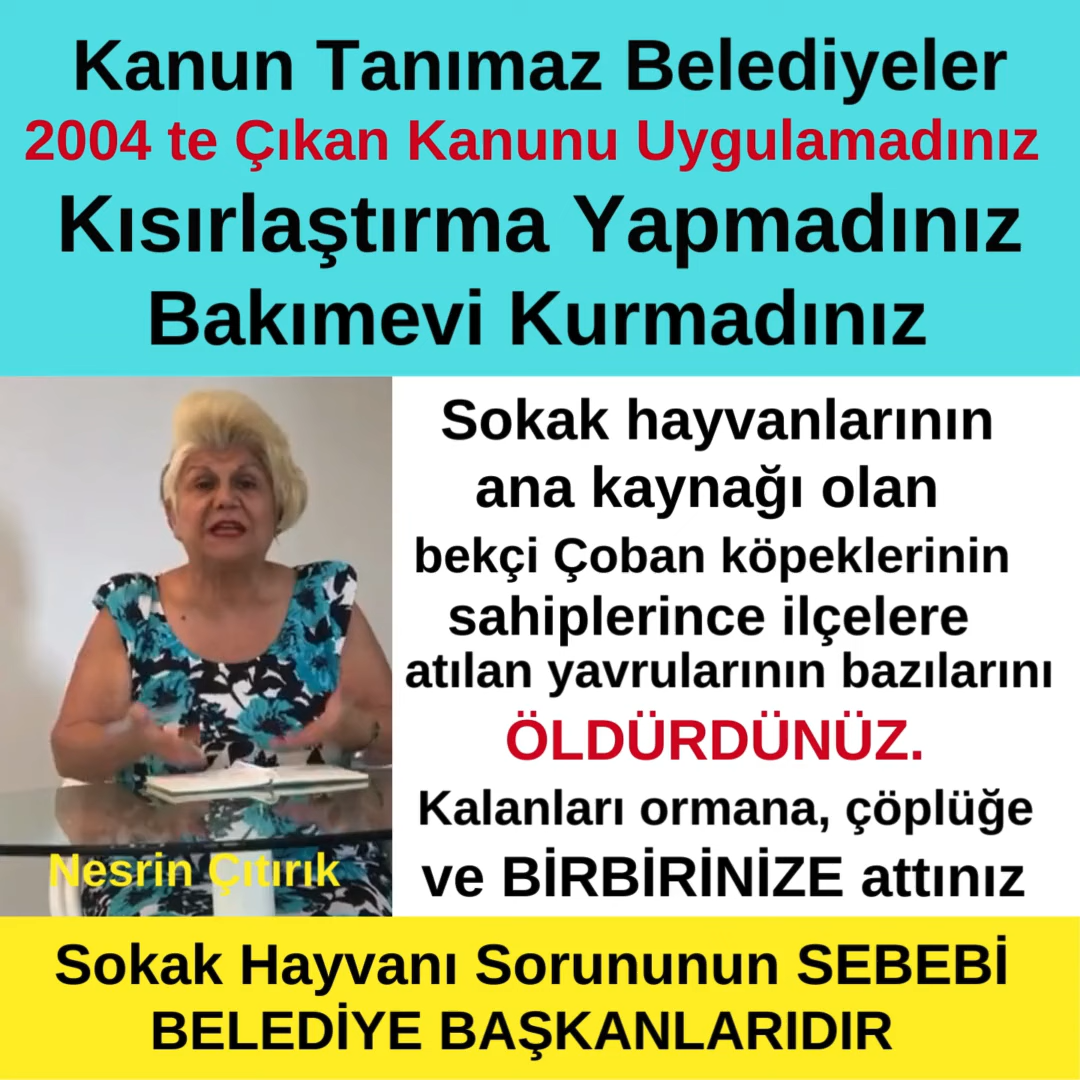 Kanun Tanımaz Belediyeler
2004 te Çıkan Kanunu Uygulamadınız
Kısırlaştırma Yapmadınız
Bakımevi Kurmadınız
Sokak hayvanlarının
ana kaynağı olan
bekçi Çoban köpeklerinin
sahiplerince ilçelere
atılan yavrularının bazılarını
ÖLDÜRDÜNÜZ.
Kalanları ormana, çöplüğe
ve BİRBİRİNİZE attınız
Nesrin Çıtırık
Sokak Hayvanı Sorununun SEBEBİ
BELEDİYE BAŞKANLARIDIR